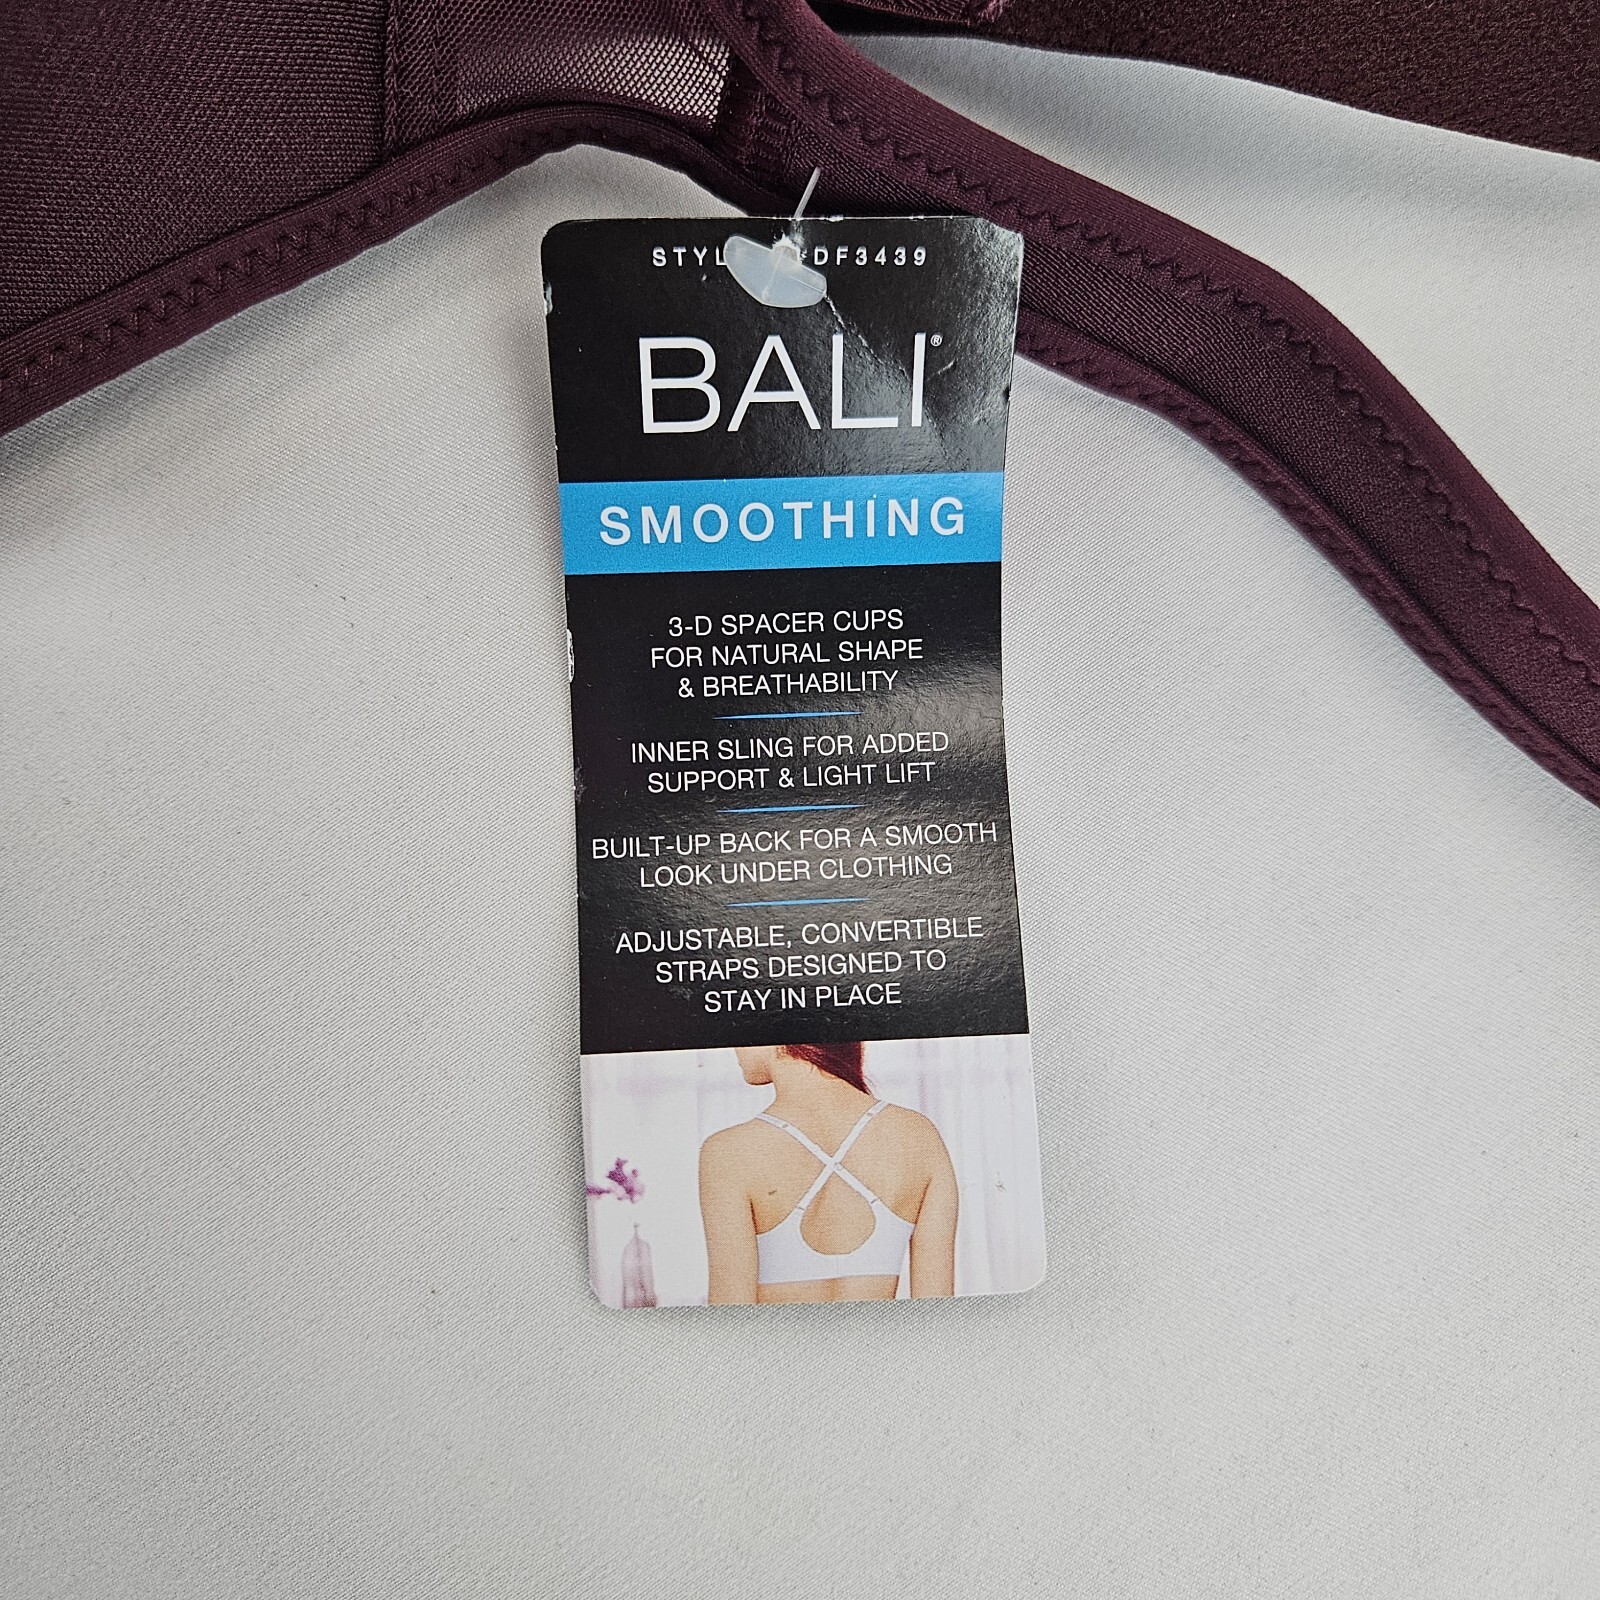 DF3439
BALI®
SMOOTHING
3-D SPACER CUPS
FOR NATURAL SHAPE
& BREATHABILITY
INNER SLING FOR ADDED
SUPPORT & LIGHT LIFT
BUILT-UP BACK FOR A SMOOTH
LOOK UNDER CLOTHING
ADJUSTABLE, CONVERTIBLE
STRAPS DESIGNED TO
STAY IN PLACE